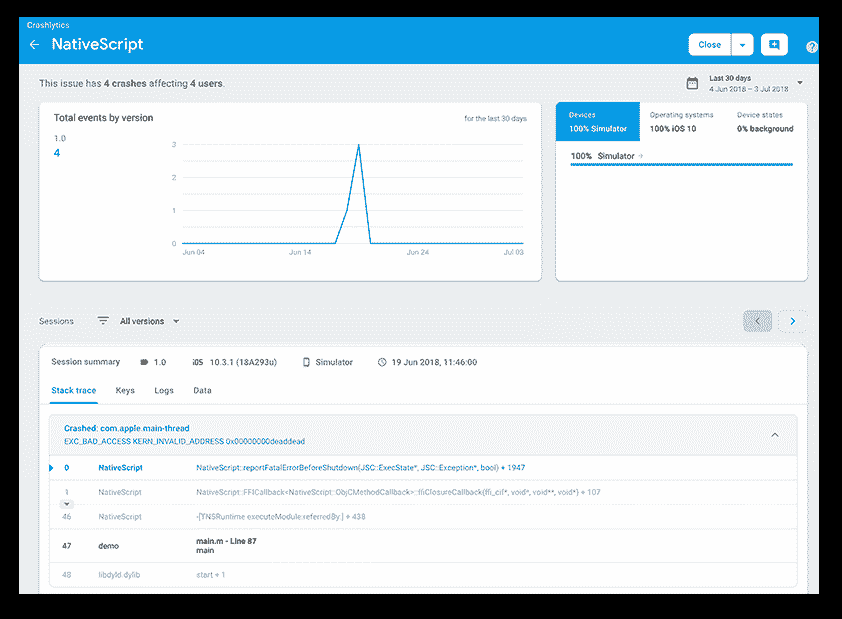 Crashlytics
NativeScript
Close
This issue has 4 crashes affecting 4 users.
Last 30 days
4 Jun 2018 – 3 Jul 2018
Total events by version
for the last 30 days
1.0
4
3
2
1
0
Jun 04
Jun 14
Jun 24
Jul 03
Devices
100% Simulator
Operating systems
100% iOS 10
Device states
0% background
100% Simulator
Sessions
All versions
Session summary
1.0
iOS 10.3.1 (18A293u)
Simulator
19 Jun 2018, 11:46:00
Stack trace
Keys
Logs
Data
Crashed: com.apple.main-thread
EXC_BAD_ACCESS KERN_INVALID_ADDRESS 0x00000000deaddead
0 NativeScript NativeScript::reportFatalErrorBeforeShutdown(JSC::ExecState*, JSC::Exception*, bool) + 1947
1 NativeScript NativeScript::FFICallback<NativeScript::ObjCMethodCallback>::ffiClosureCallback(ffi_cif*, void*, void**, void*) + 107
46 NativeScript -[TNSRuntime executeModule:referredBy:] + 438
47 demo main.m - Line 87
main
48 libdyld.dylib start + 1